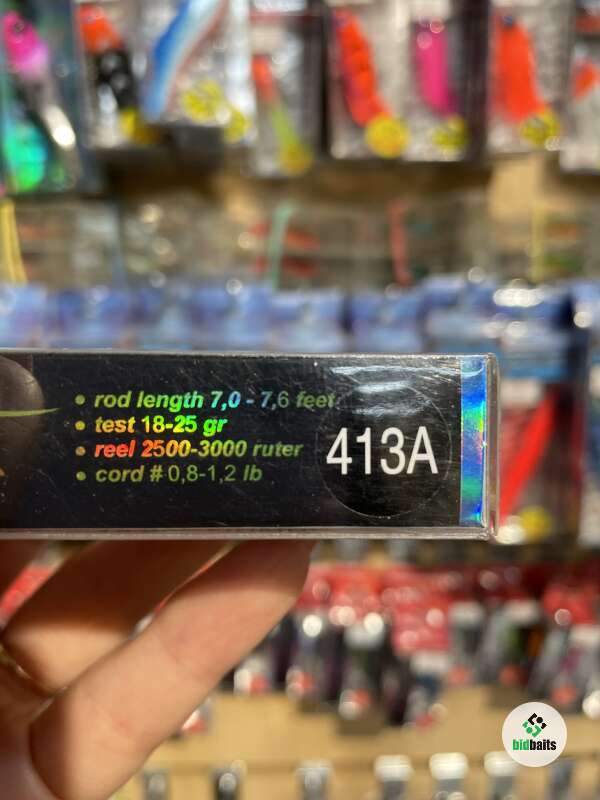 • rod length 7,0 - 7,6 feet
• test 18-25 gr
• reel 2500-3000 ruter
• cord # 0,8-1,2 lb
413A
bidbaits